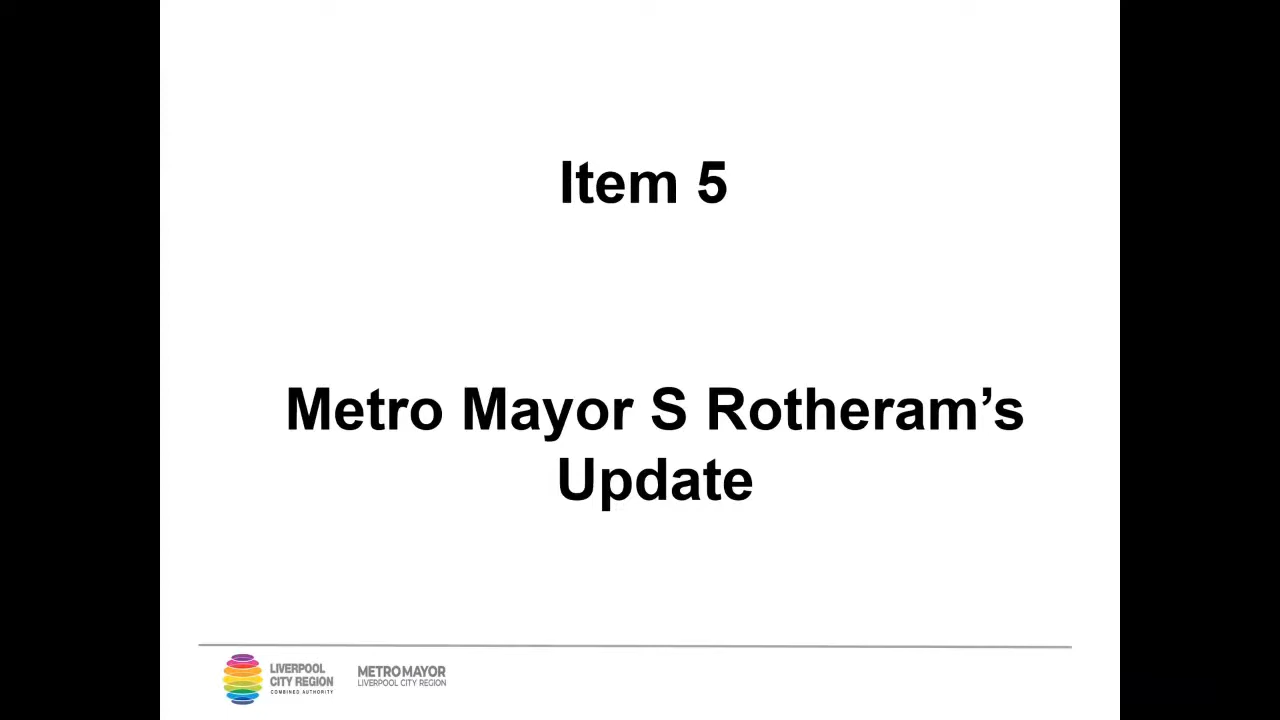 Item 5
Metro Mayor S Rotheram’s
Update
LIVERPOOL
CITY REGION
COMBINED AUTHORITY
METRO MAYOR
LIVERPOOL CITY REGION